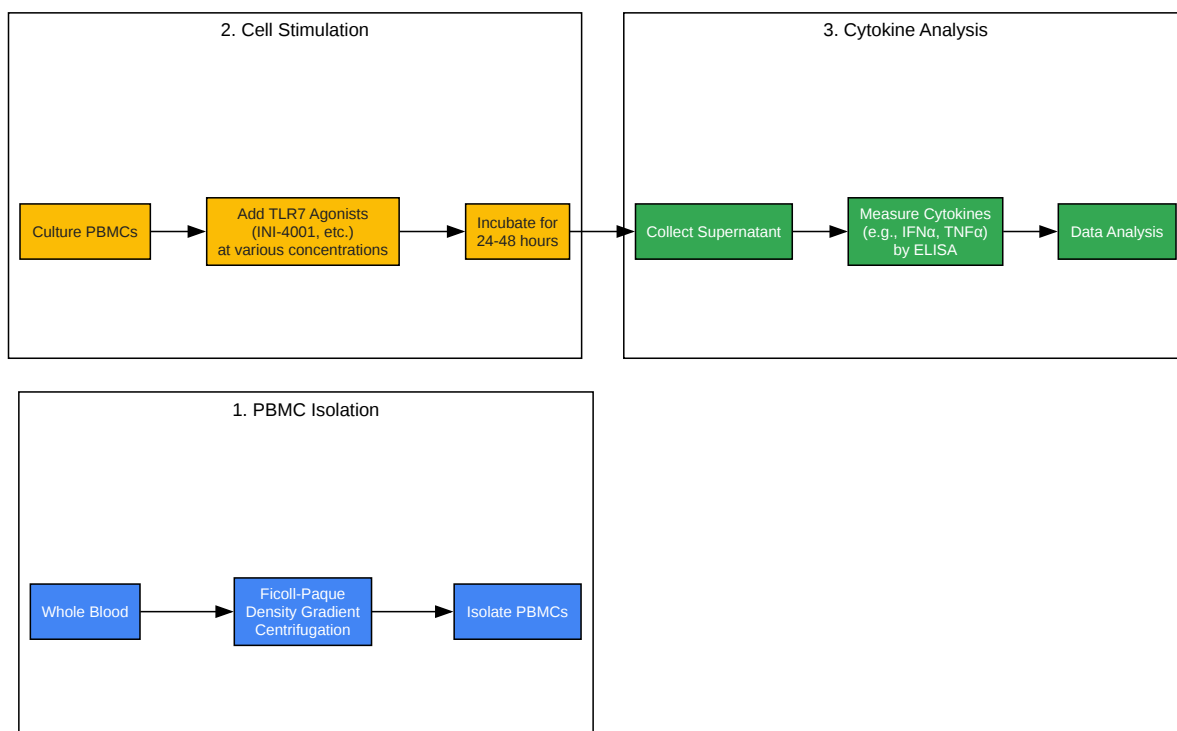 2. Cell Stimulation
Culture PBMCs
Add TLR7 Agonists
(INI-4001, etc.)
at various concentrations
Incubate for
24-48 hours
3. Cytokine Analysis
Collect Supernatant
Measure Cytokines
(e.g., IFNα, TNFα)
by ELISA
Data Analysis
1. PBMC Isolation
Whole Blood
Ficoll-Paque
Density Gradient
Centrifugation
Isolate PBMCs